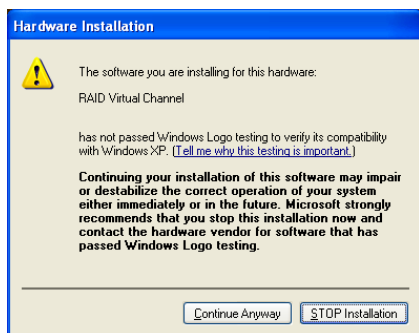 Hardware Installation
The software you are installing for this hardware:
RAID Virtual Channel
has not passed Windows Logo testing to verify its compatibility
with Windows XP. (Tell me why this testing is important.)
Continuing your installation of this software may impair
or destabilize the correct operation of your system
either immediately or in the future. Microsoft strongly
recommends that you stop this installation now and
contact the hardware vendor for software that has
passed Windows Logo testing.
Continue Anyway
STOP Installation